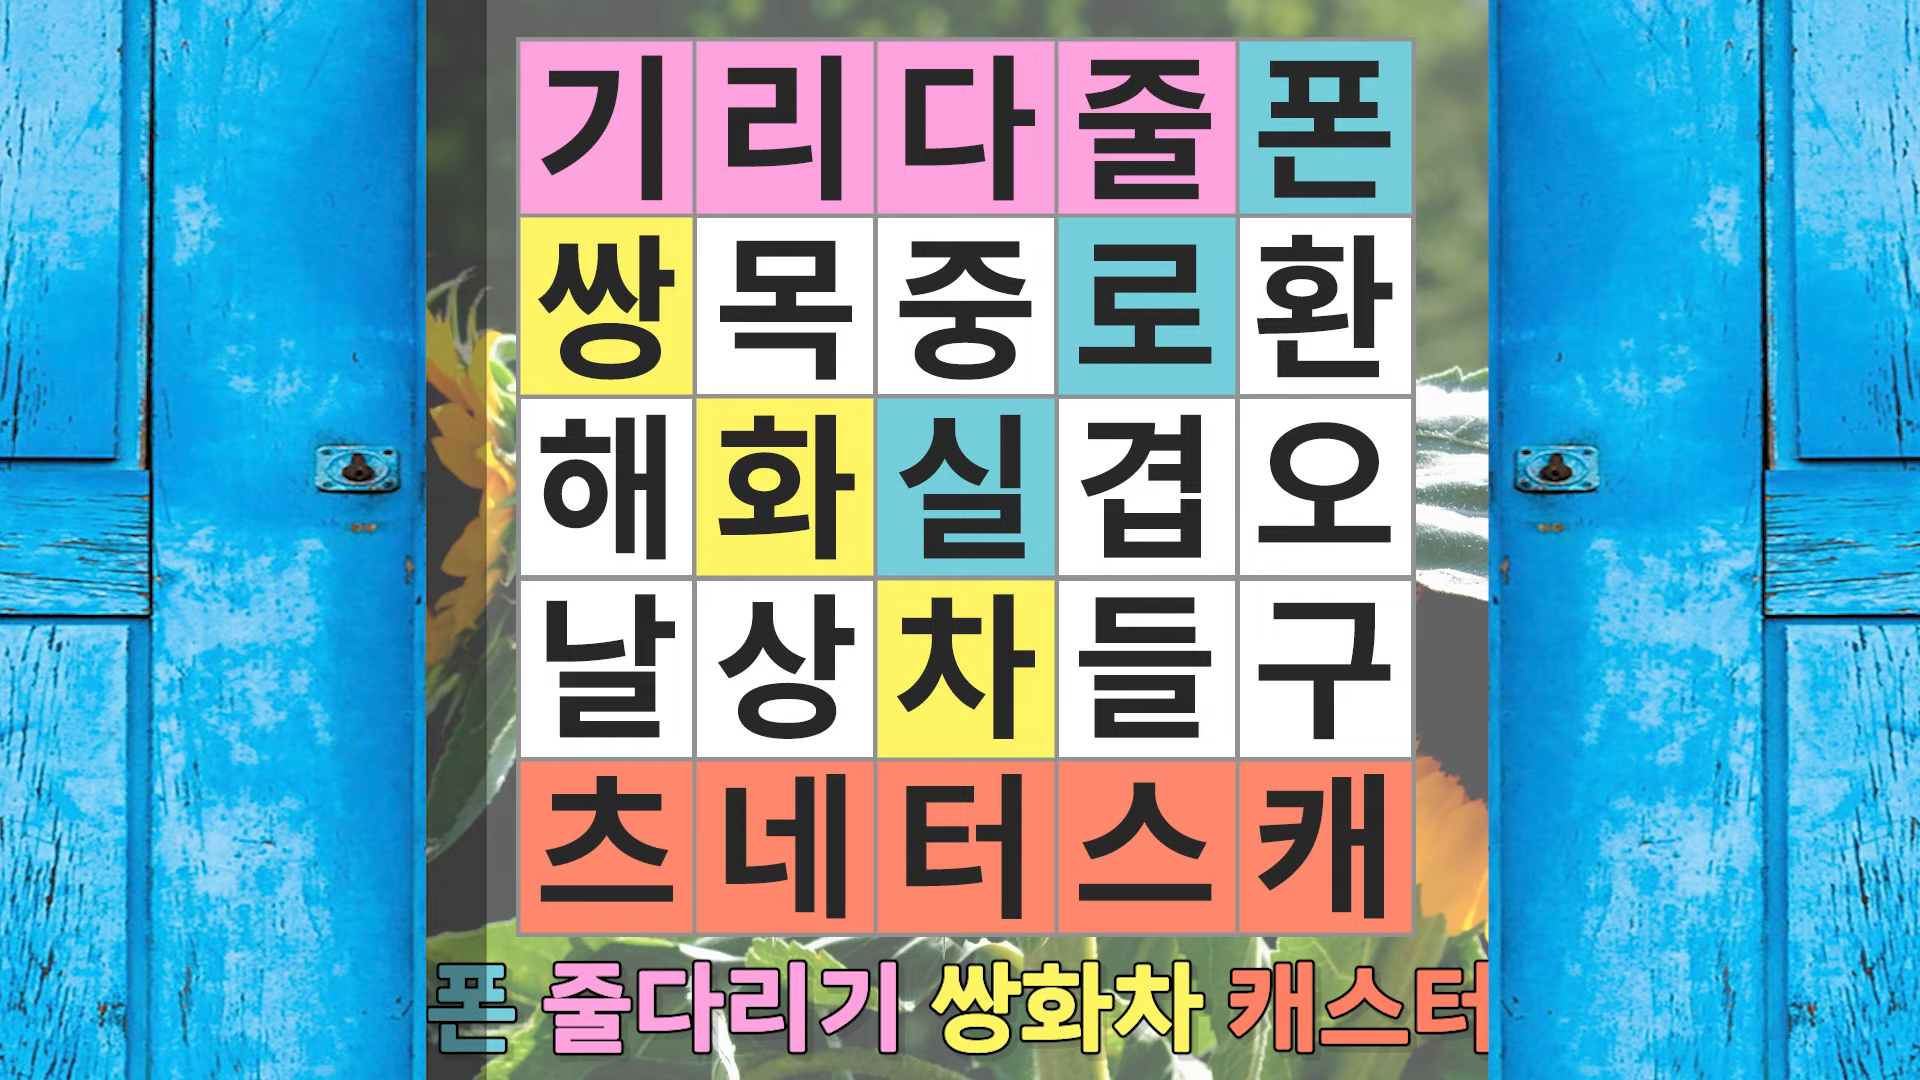 기리다줄폰
쌍목중로환
해화실겹오
날상차들구
츠네터스캐
폰 줄다리기 쌍화차 캐스터